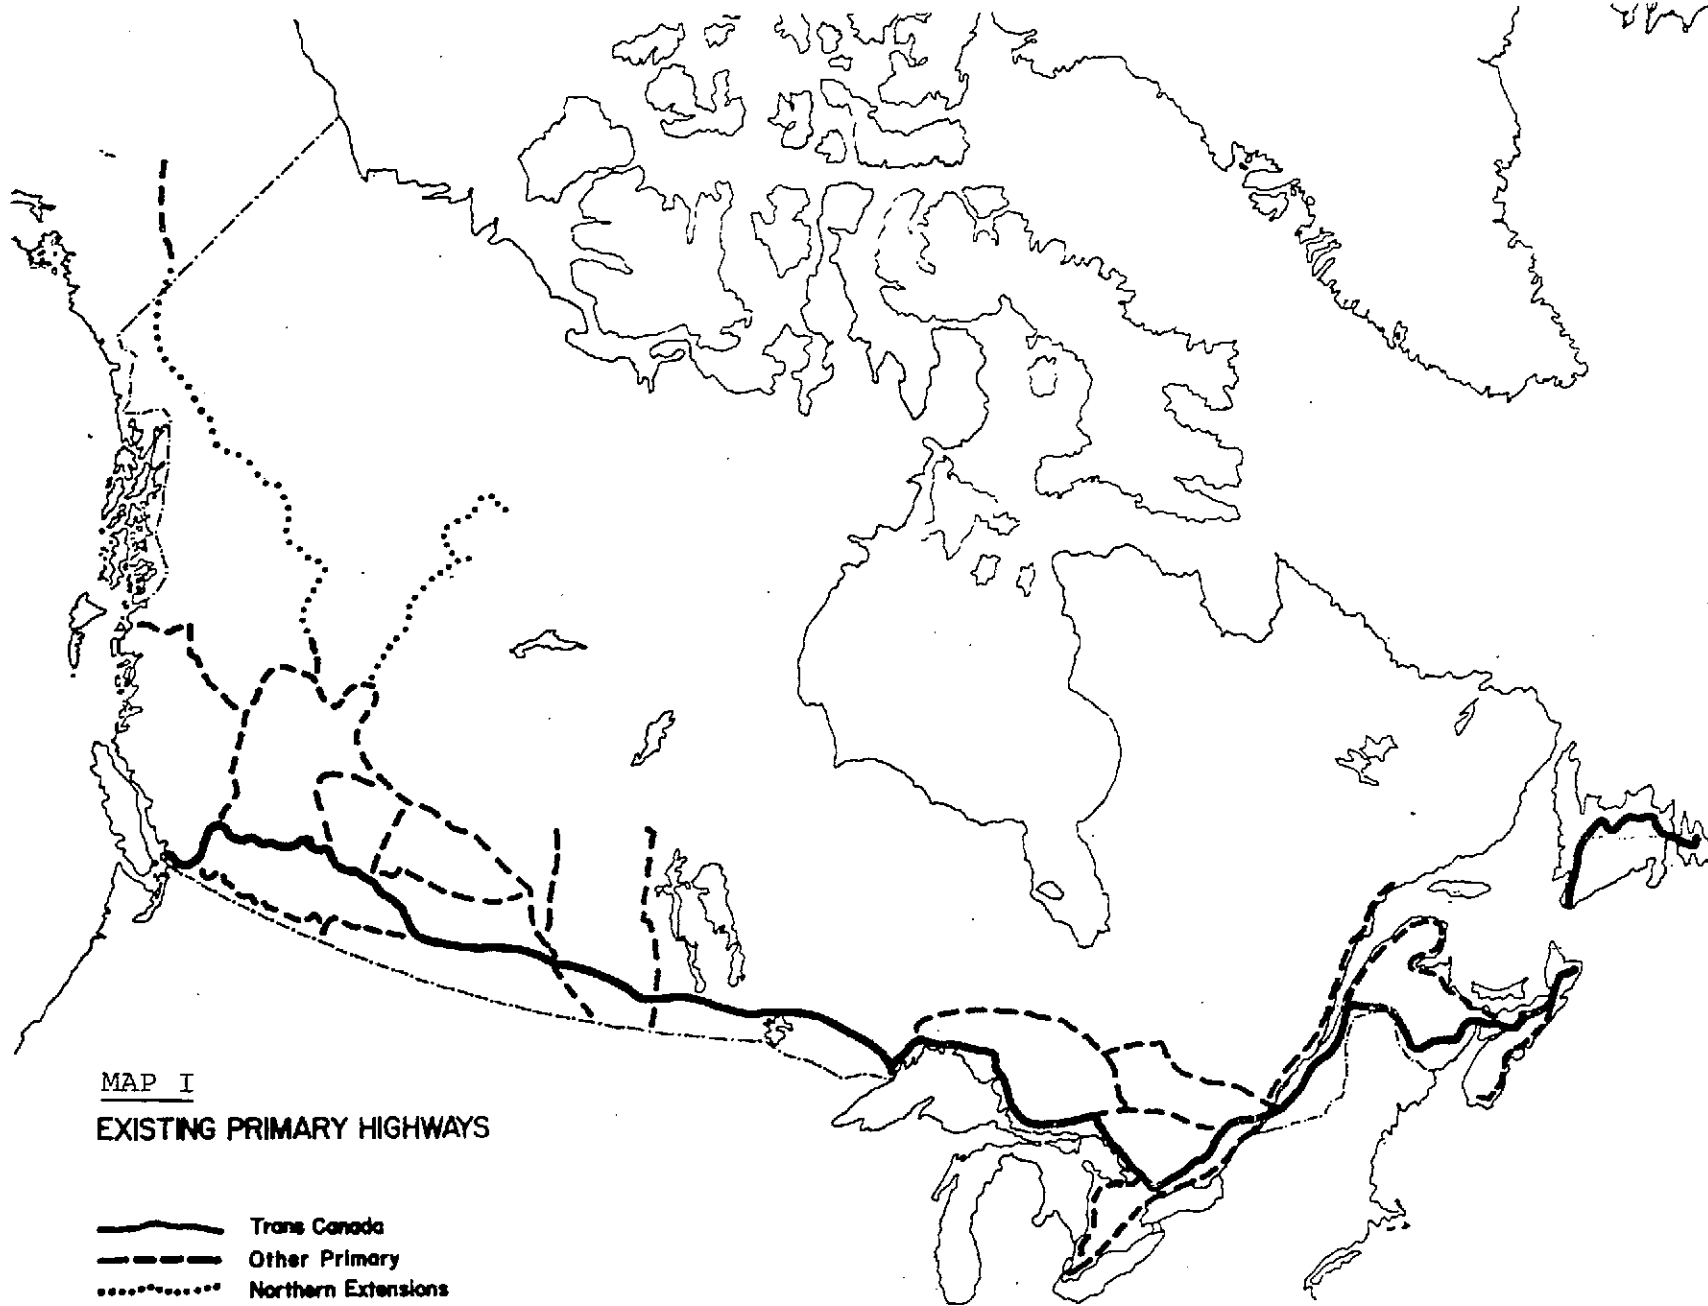 MAP I
EXISTING PRIMARY HIGHWAYS
Trans Canada
Other Primary
Northern Extensions